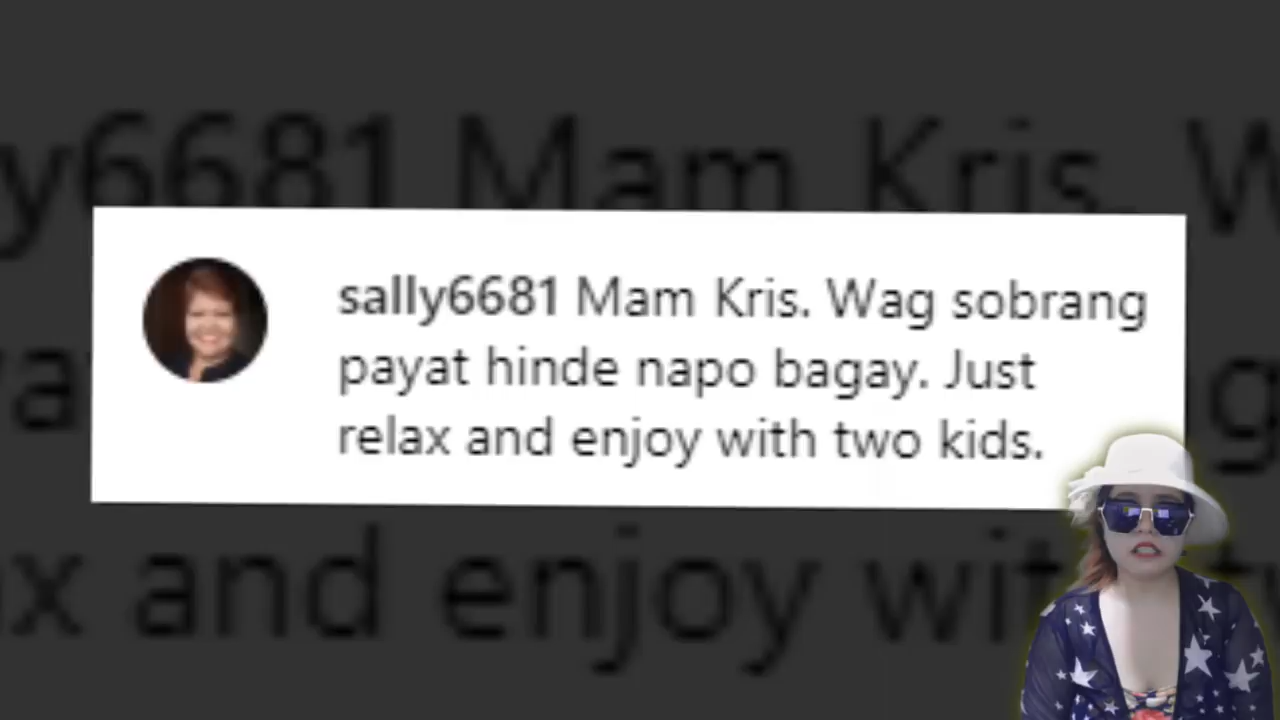 sally6681 Mam Kris. Wag sobrang
payat hinde napo bagay. Just
relax and enjoy with two kids.